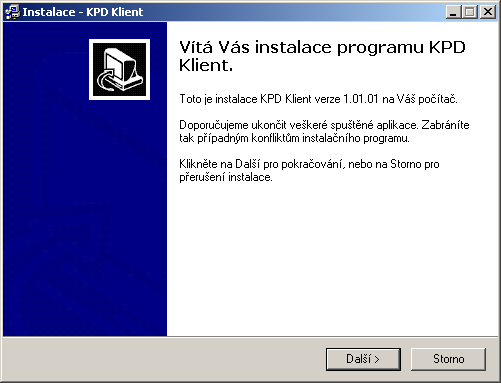 Instalace - KPD Klient
Vítá Vás instalace programu KPD
Klient.
Toto je instalace KPD Klient verze 1.01.01 na Váš počítač.
Doporučujeme ukončit veškeré spuštěné aplikace. Zabráníte
tak případným konfliktům instalačního programu.
Klikněte na Další pro pokračování, nebo na Storno pro
přerušení instalace.
Další >
Storno